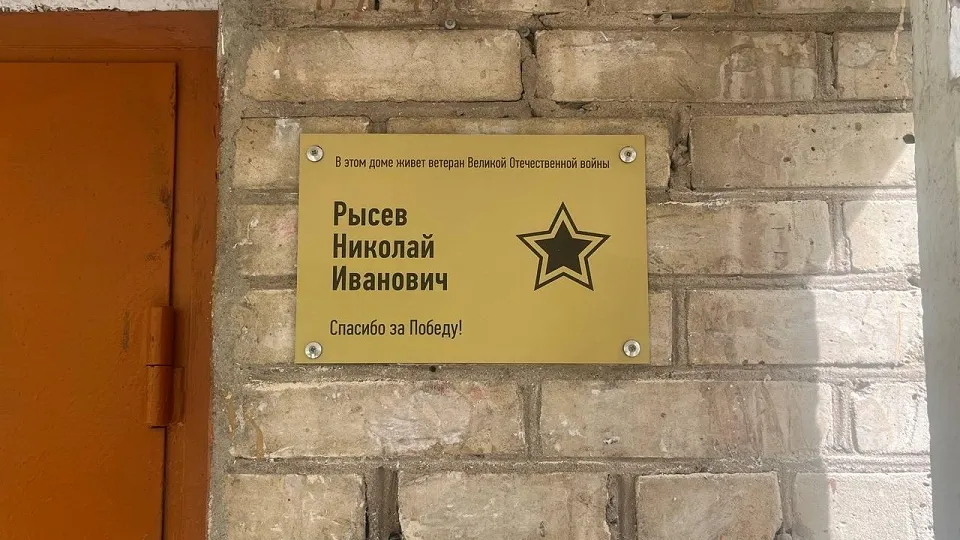 В этом доме живет ветеран Великой Отечественной войны
Рысев
Николай
Иванович
Спасибо за Победу!